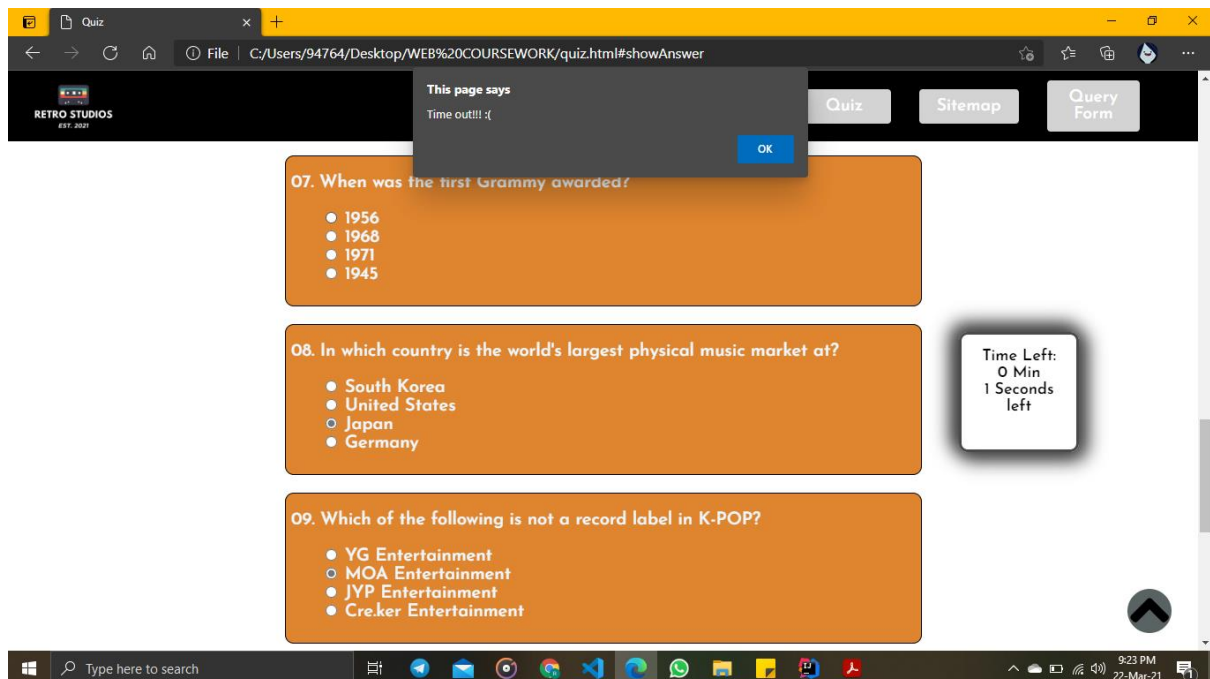 Quiz
File
C:/Users/94764/Desktop/WEB%20COURSEWORK/quiz.html#showAnswer
RETRO STUDIOS
EST. 2021
This page says
Time out!!! :(
OK
Quiz
Sitemap
Query
Form
07. When was the first Grammy awarded?
1956
1968
1971
1945
08. In which country is the world's largest physical music market at?
South Korea
United States
Japan
Germany
Time Left:
0 Min
1 Seconds
left
09. Which of the following is not a record label in K-POP?
YG Entertainment
MOA Entertainment
JYP Entertainment
Cre.ker Entertainment
Type here to search
9:23 PM
22-Mar-21